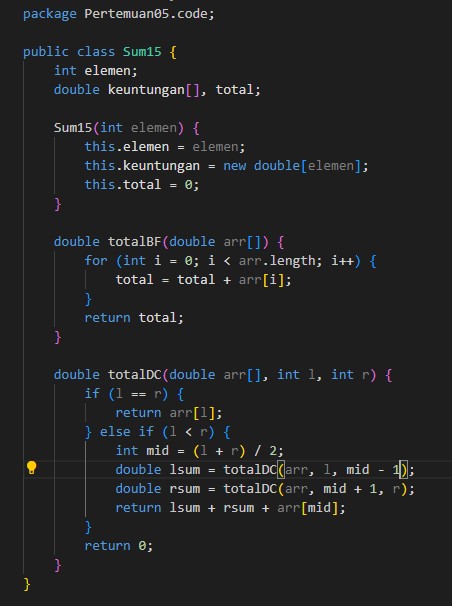 package Pertemuan05.code;
public class Sum15 {
int elemen;
double keuntungan[], total;
Sum15(int elemen) {
this.elemen = elemen;
this.keuntungan = new double[elemen];
this.total = 0;
}
double totalBF(double arr[]) {
for (int i = 0; i < arr.length; i++) {
total = total + arr[i];
}
return total;
}
double totalDC(double arr[], int l, int r) {
if (l == r) {
return arr[l];
} else if (l < r) {
int mid = (l + r) / 2;
double lsum = totalDC(arr, l, mid - 1);
double rsum = totalDC(arr, mid + 1, r);
return lsum + rsum + arr[mid];
}
return 0;
}
}